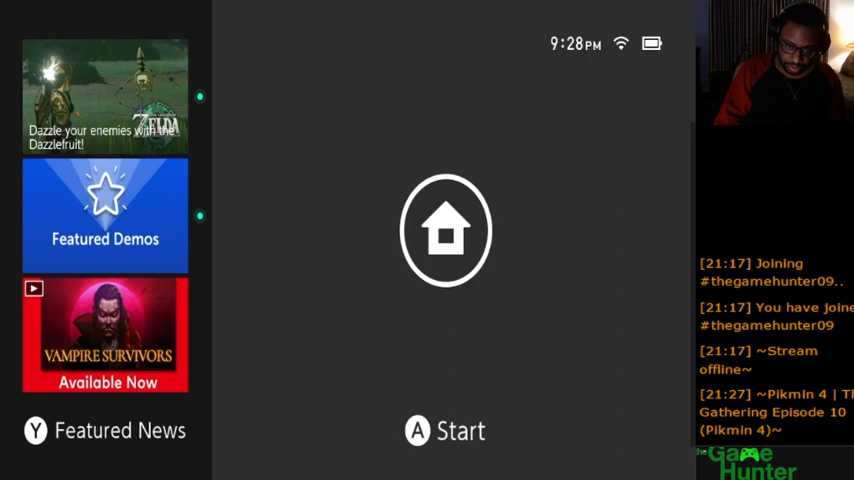 9:28PM
ZELDA
Dazzle your enemies with the
Dazzlefruit!
Featured Demos
VAMPIRE SURVIVORS
Available Now
Y Featured News
A Start
[21:17] Joining
#thegamehunter09..
[21:17] You have joine
#thegamehunter09
[21:17] ~Stream
offline~
[21:27] ~Pikmin 4 | Th
Gathering Episode 10
(Pikmin 4)~
the Game
Hunter